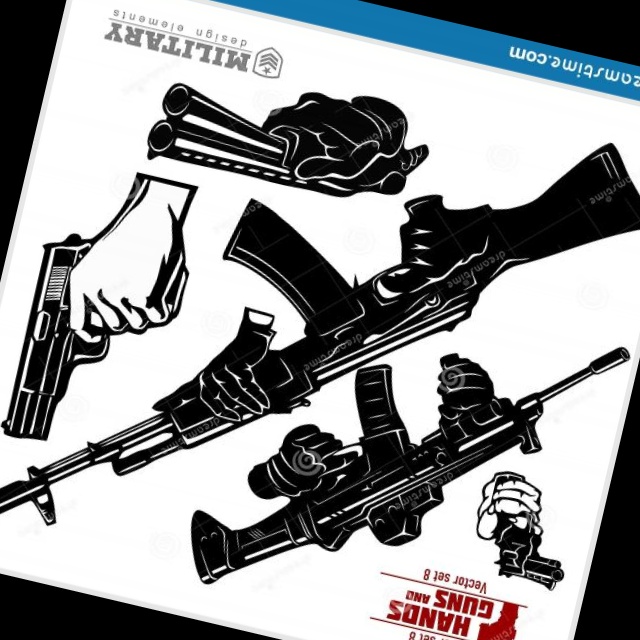 MILITARY
design elements
HANDS
GUNS AND
Vector set 8
dreamstime.com